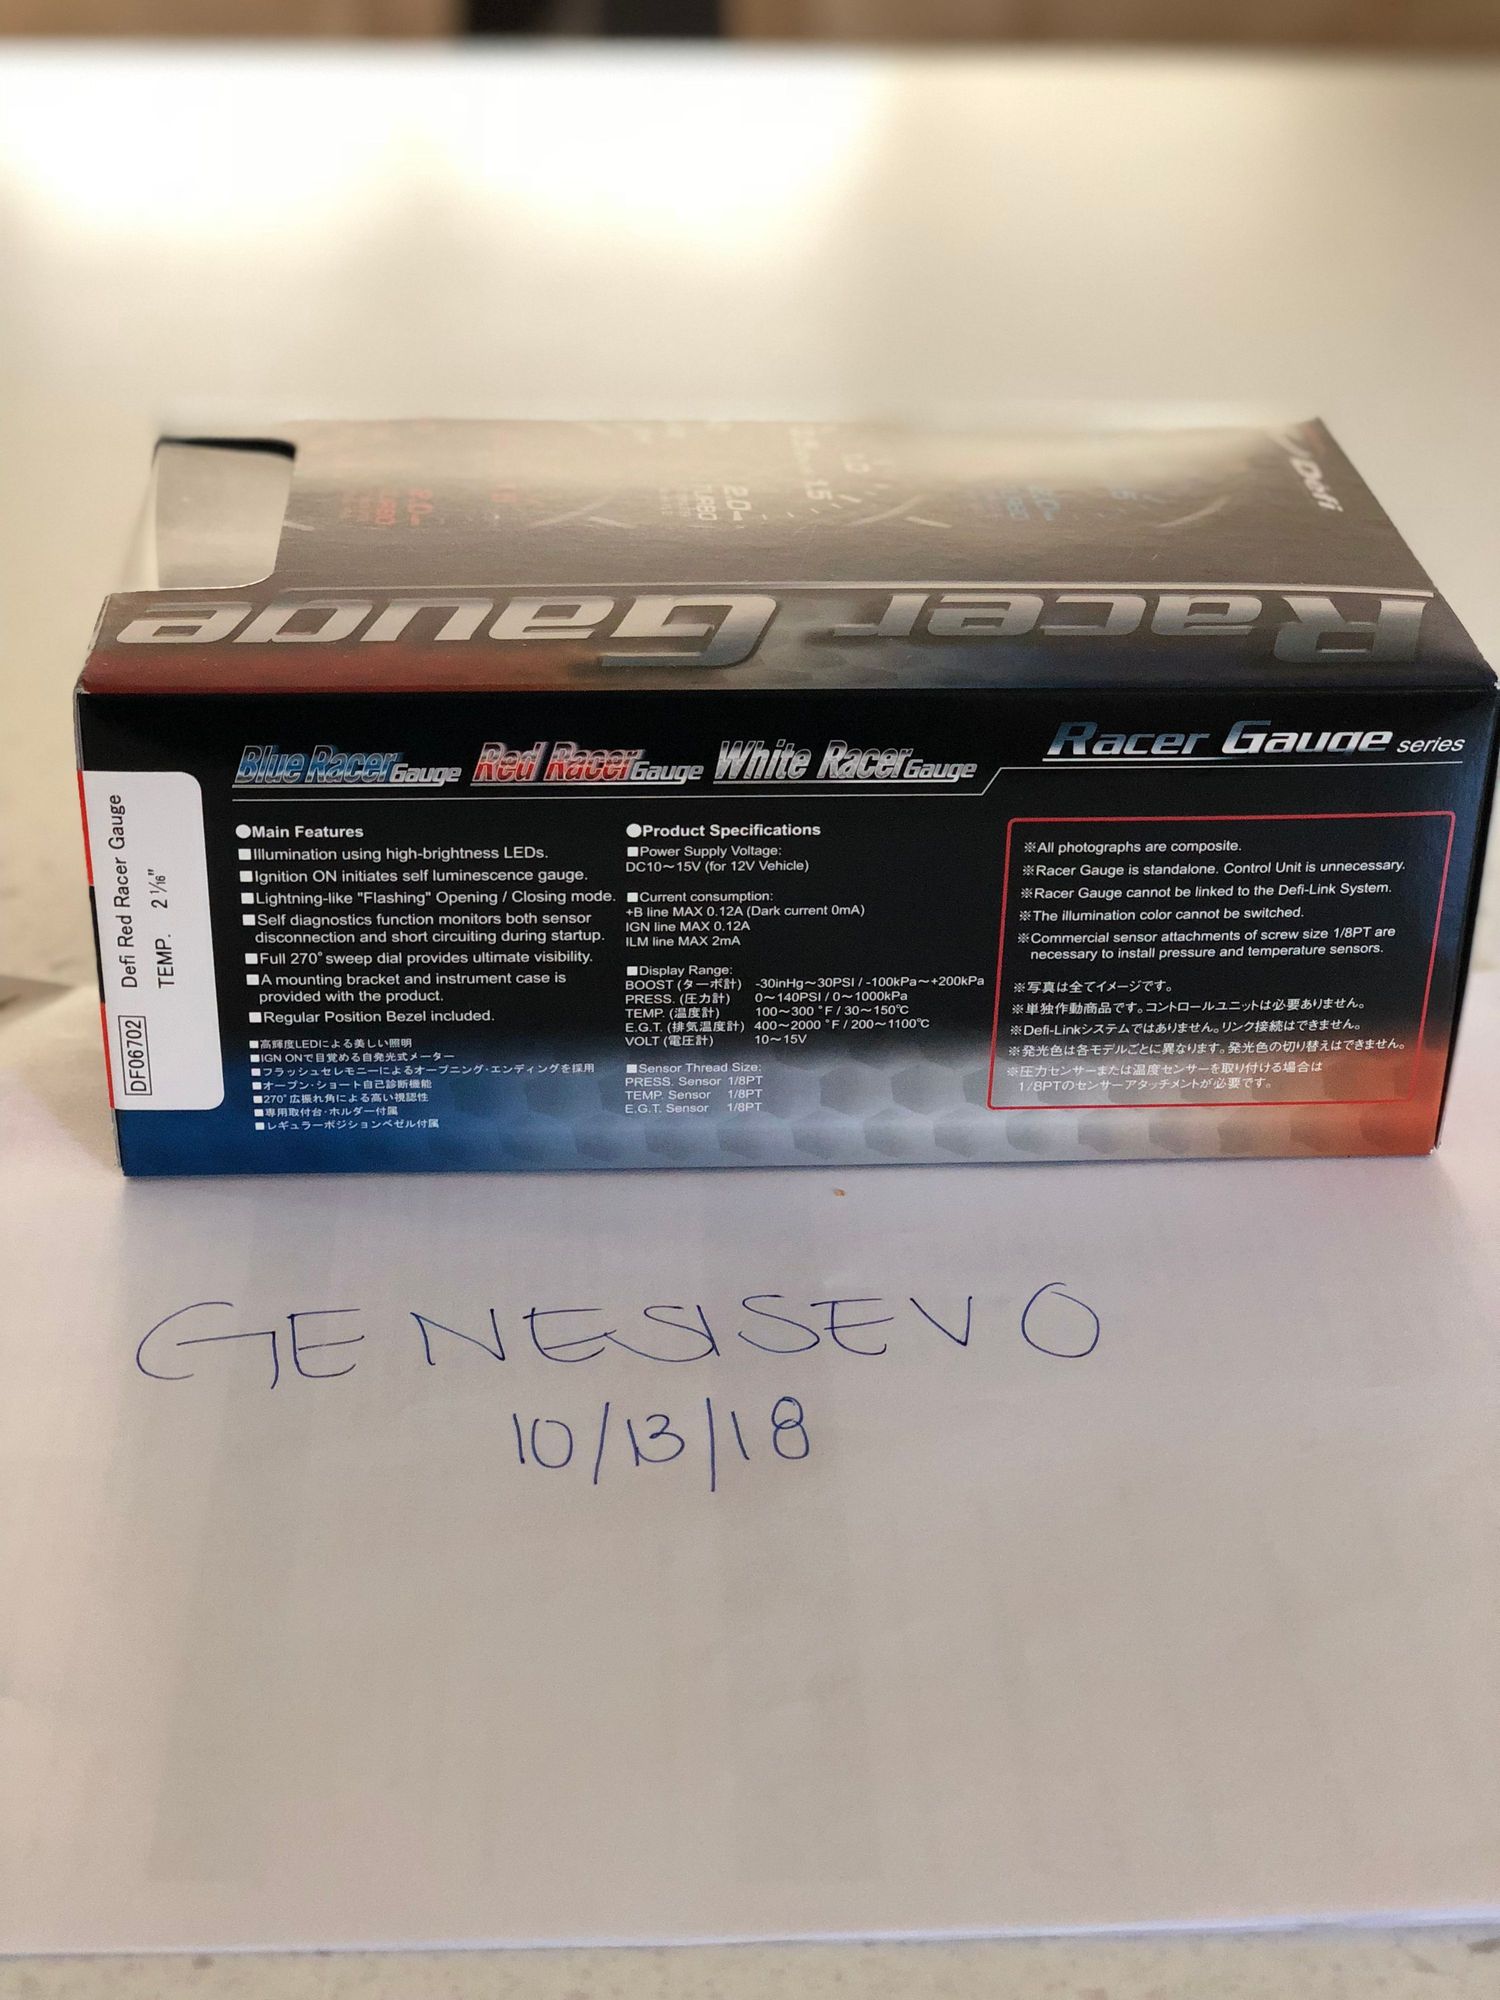 Defi
2.0
TURBO
1.5
1.0
2.0
TURBO
Racer Gauge
Blue Racer Gauge Red Racer Gauge White Racer Gauge
Racer Gauge series
Defi Red Racer Gauge
TEMP. 2 1/16"
DF06702
●Main Features
■Illumination using high-brightness LEDs.
■Ignition ON initiates self luminescence gauge.
■Lightning-like "Flashing" Opening / Closing mode.
■Self diagnostics function monitors both sensor
disconnection and short circuiting during startup.
■Full 270° sweep dial provides ultimate visibility.
■A mounting bracket and instrument case is
provided with the product.
■Regular Position Bezel included.
■高輝度LEDによる美しい照明
■IGN ONで目覚める自発光式メーター
■フラッシュセレモニーによるオープニング・エンディングを採用
■オープン・ショート自己診断機能
■270°広振れ角による高い視認性
■専用取付台・ホルダー付属
■レギュラーポジションベゼル付属
●Product Specifications
■Power Supply Voltage:
DC10～15V (for 12V Vehicle)
■Current consumption:
+B line MAX 0.12A (Dark current 0mA)
IGN line MAX 0.12A
ILM line MAX 2mA
■Display Range:
BOOST (ターボ計) -30inHg～30PSI / -100kPa～+200kPa
PRESS. (圧力計) 0～140PSI / 0～1000kPa
TEMP. (温度計) 100～300 °F / 30～150℃
E.G.T. (排気温度計) 400～2000 °F / 200～1100℃
VOLT (電圧計) 10～15V
■Sensor Thread Size:
PRESS. Sensor 1/8PT
TEMP. Sensor 1/8PT
E.G.T. Sensor 1/8PT
※All photographs are composite.
※Racer Gauge is standalone. Control Unit is unnecessary.
※Racer Gauge cannot be linked to the Defi-Link System.
※The illumination color cannot be switched.
※Commercial sensor attachments of screw size 1/8PT are
necessary to install pressure and temperature sensors.
※写真は全てイメージです。
※単独作動商品です。コントロールユニットは必要ありません。
※Defi-Linkシステムではありません。リンク接続はできません。
※発光色は各モデルごとに異なります。発光色の切り替えはできません。
※圧力センサーまたは温度センサーを取り付ける場合は
1/8PTのセンサーアタッチメントが必要です。
GENESISEVO
10/13/18